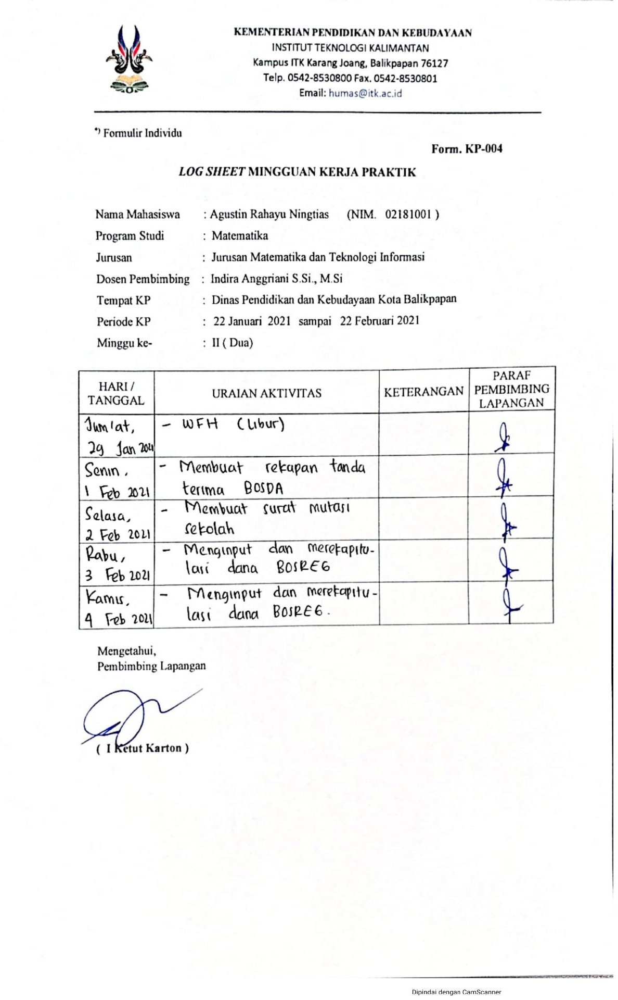 KEMENTERIAN PENDIDIKAN DAN KEBUDAYAAN
INSTITUT TEKNOLOGI KALIMANTAN
Kampus ITK Karang Joang, Balikpapan 76127
Telp. 0542-8530800 Fax. 0542-8530801
Email: humas@itk.ac.id
*) Formulir Individu
Form. KP-004
LOG SHEET MINGGUAN KERJA PRAKTIK
Nama Mahasiswa : Agustin Rahayu Ningtias (NIM. 02181001 )
Program Studi : Matematika
Jurusan : Jurusan Matematika dan Teknologi Informasi
Dosen Pembimbing : Indira Anggriani S.Si., M.Si
Tempat KP : Dinas Pendidikan dan Kebudayaan Kota Balikpapan
Periode KP : 22 Januari 2021 sampai 22 Februari 2021
Minggu ke- : II ( Dua)
HARI /
TANGGAL
URAIAN AKTIVITAS
KETERANGAN
PARAF
PEMBIMBING
LAPANGAN
Jum'at,
29 Jan 2021
- WFH (Libur)
Senin,
1 Feb 2021
- Membuat rekapan tanda
terima BOSDA
Selasa,
2 Feb 2021
- Membuat surat mutasi
sekolah
Rabu,
3 Feb 2021
- Menginput dan merekapitu-
lasi dana BOSREG
Kamis,
4 Feb 2021
- Menginput dan merekapitu-
lasi dana BOSREG.
Mengetahui,
Pembimbing Lapangan
( I Ketut Karton )
Dipindai dengan CamScanner